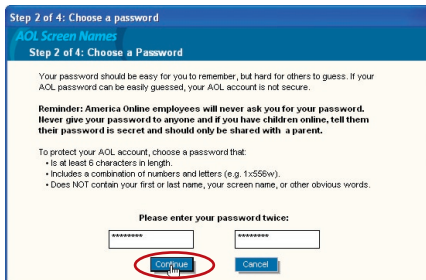 Step 2 of 4: Choose a password
AOL Screen Names
Step 2 of 4: Choose a Password
Your password should be easy for you to remember, but hard for others to guess. If your
AOL password can be easily guessed, your AOL account is not secure.
Reminder: America Online employees will never ask you for your password.
Never give your password to anyone and if you have children online, tell them
their password is secret and should only be shared with a parent.
To protect your AOL account, choose a password that:
• Is at least 6 characters in length.
• Includes a combination of numbers and letters (e.g. 1x556w).
• Does NOT contain your first or last name, your screen name, or other obvious words.
Please enter your password twice:
******** ********
Continue Cancel